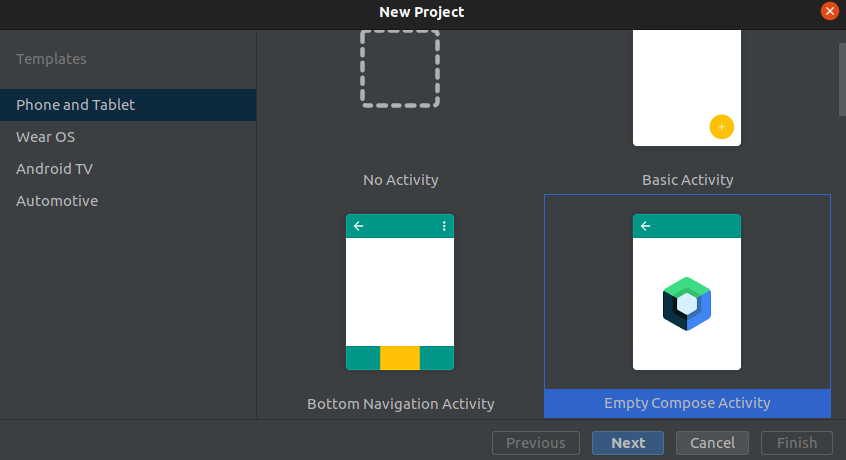 New Project
Templates
Phone and Tablet
Wear OS
Android TV
Automotive
No Activity
Basic Activity
Bottom Navigation Activity
Empty Compose Activity
Previous
Next
Cancel
Finish